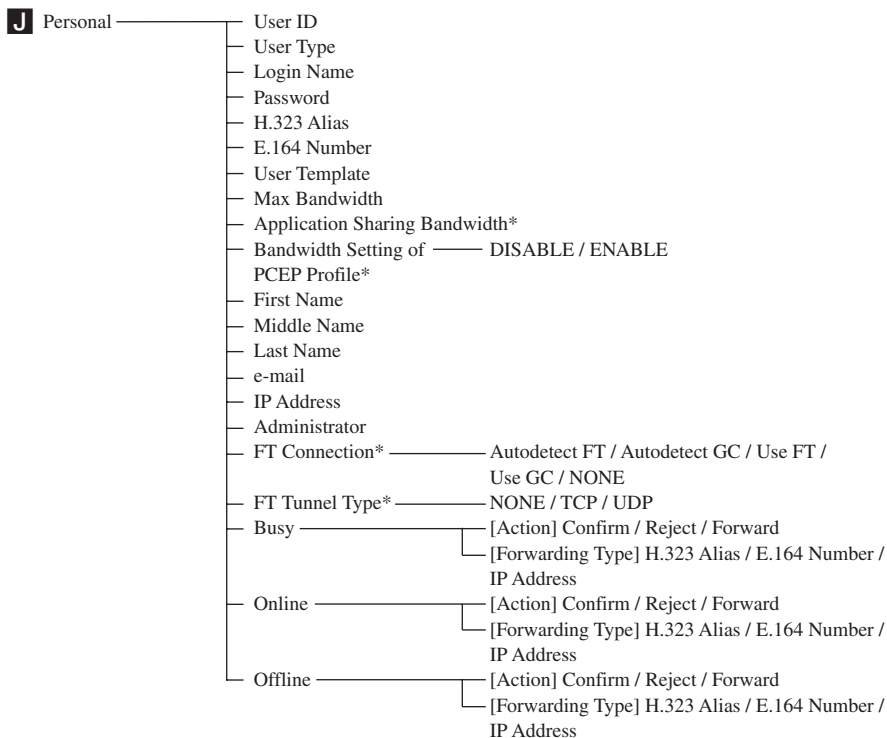 J Personal User ID
User Type
Login Name
Password
H.323 Alias
E.164 Number
User Template
Max Bandwidth
Application Sharing Bandwidth*
Bandwidth Setting of DISABLE / ENABLE
PCEP Profile*
First Name
Middle Name
Last Name
e-mail
IP Address
Administrator
FT Connection* Autodetect FT / Autodetect GC / Use FT /
Use GC / NONE
FT Tunnel Type* NONE / TCP / UDP
Busy [Action] Confirm / Reject / Forward
[Forwarding Type] H.323 Alias / E.164 Number /
IP Address
Online [Action] Confirm / Reject / Forward
[Forwarding Type] H.323 Alias / E.164 Number /
IP Address
Offline [Action] Confirm / Reject / Forward
[Forwarding Type] H.323 Alias / E.164 Number /
IP Address